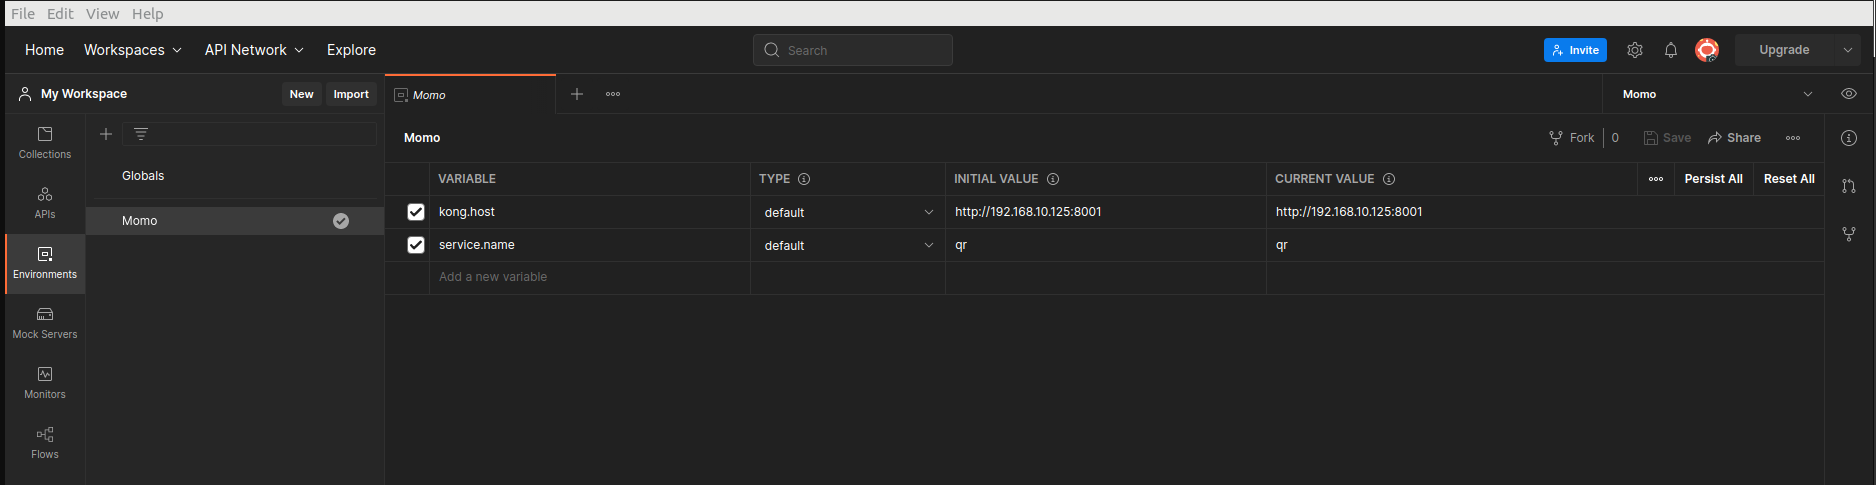 File Edit View Help
Home Workspaces API Network Explore Search Invite Upgrade
My Workspace New Import Momo Momo
Collections
APIs
Environments
Mock Servers
Monitors
Flows
Globals
Momo
Momo Fork 0 Save Share
VARIABLE TYPE INITIAL VALUE CURRENT VALUE Persist All Reset All
kong.host default http://192.168.10.125:8001 http://192.168.10.125:8001
service.name default qr qr
Add a new variable